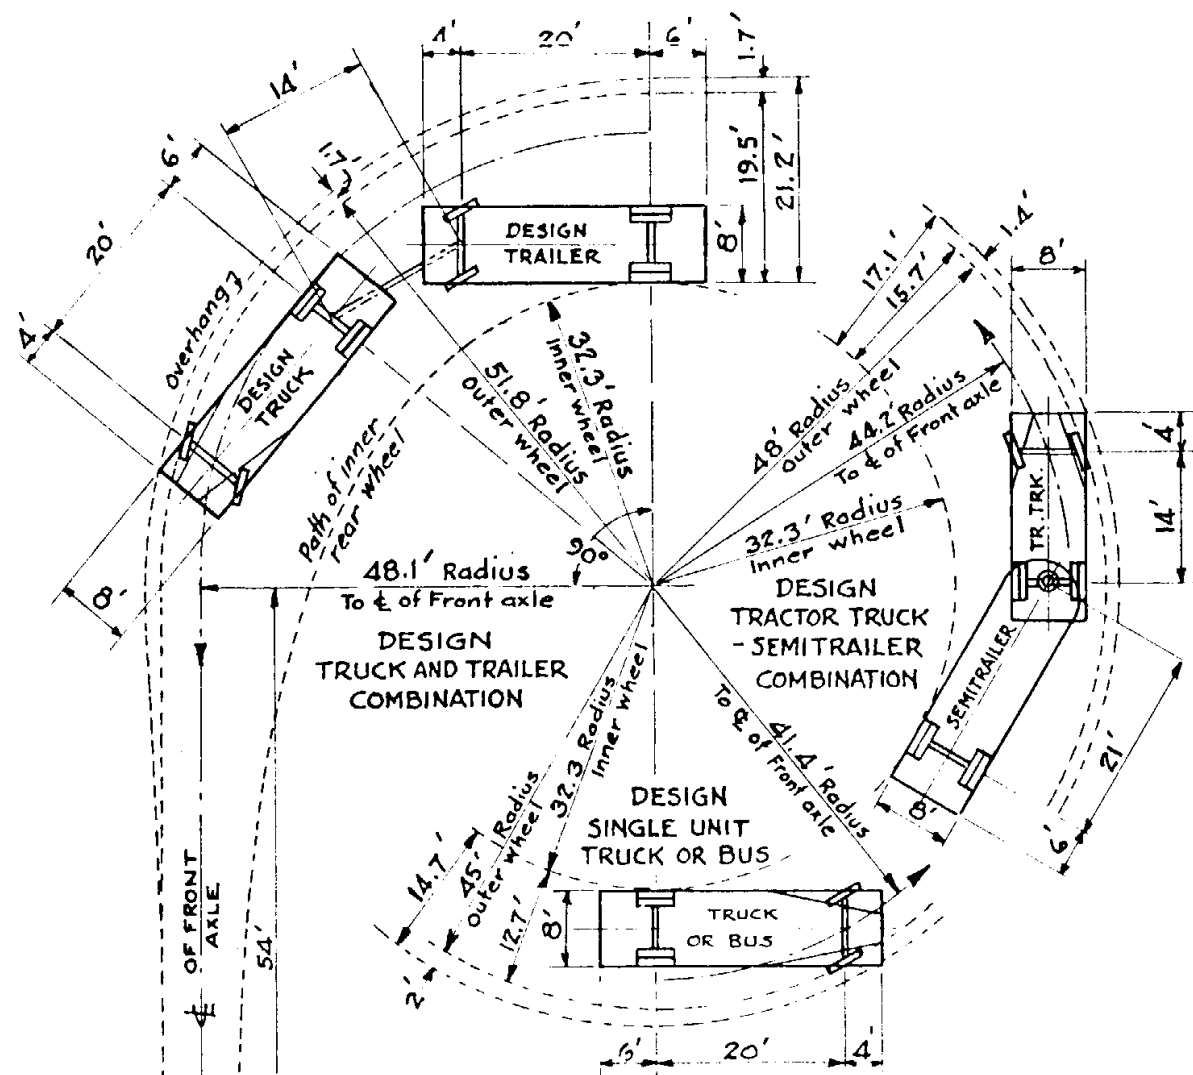 4'
20'
6'
1.7'
14'
6'
20'
4'
1.7'
19.5'
21.2'
8'
DESIGN
TRAILER
overhang
DESIGN
TRUCK
Path of inner
rear wheel
51.8' Radius
outer wheel
32.3' Radius
inner wheel
90°
8'
48.1' Radius
To ℄ of Front axle
DESIGN
TRUCK AND TRAILER
COMBINATION
17.1'
15.7'
1.4'
8'
48' Radius
outer wheel
44.2' Radius
To ℄ of Front axle
32.3' Radius
Inner wheel
DESIGN
TRACTOR TRUCK
- SEMITRAILER
COMBINATION
TR. TRK.
4'
14'
SEMITRAILER
21'
8'
6'
41.4' Radius
To ℄ of Front axle
32.3 Radius
Inner wheel
45' Radius
outer wheel
14.7'
12.7'
2'
DESIGN
SINGLE UNIT
TRUCK OR BUS
8'
TRUCK
OR BUS
6'
20'
4'
℄ OF FRONT
AXLE
54'